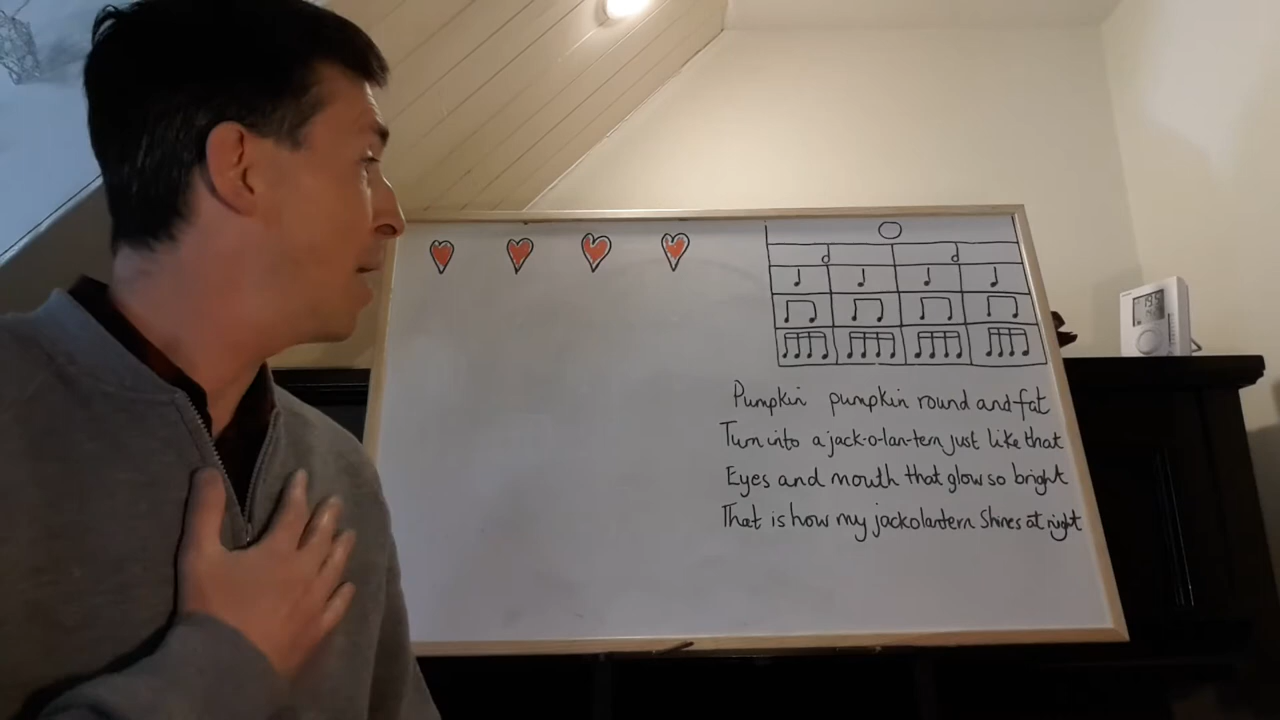 Pumpkin pumpkin round and fat
Turn into a jack-o-lan-tern just like that
Eyes and mouth that glow so bright
That is how my jackolantern shines at night